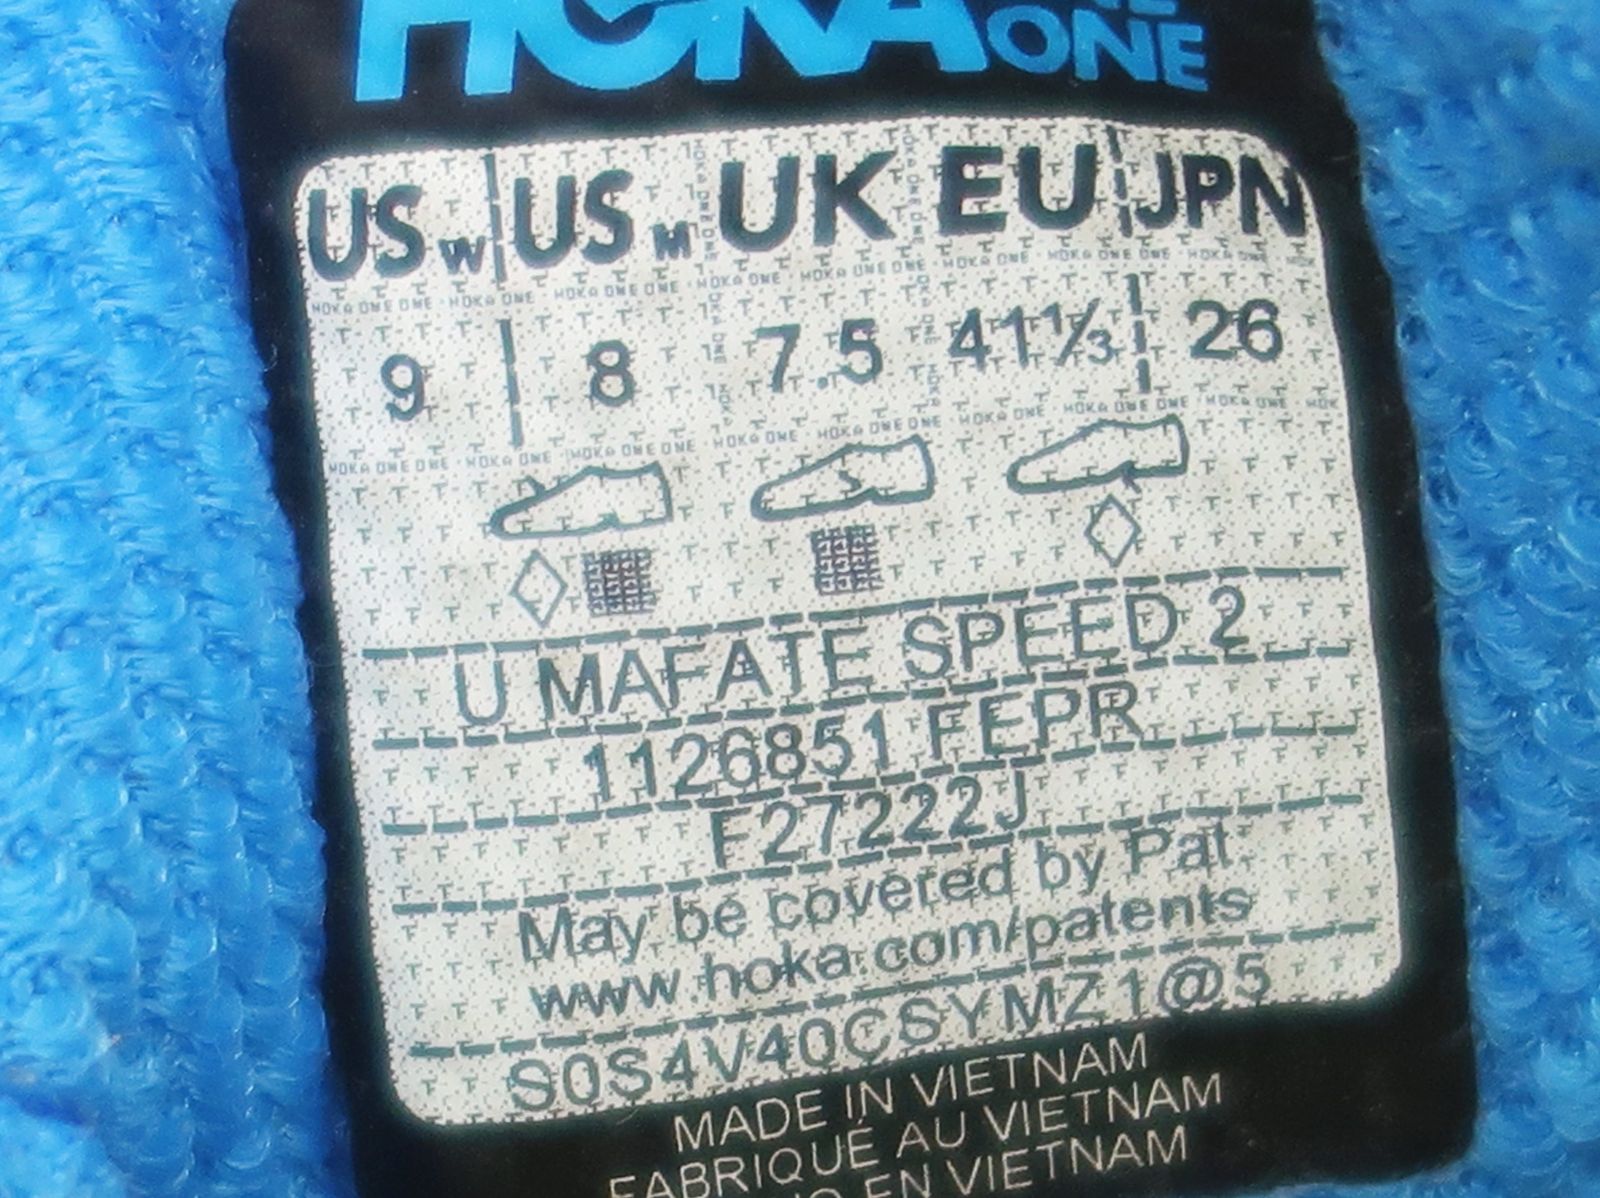 HOKA ONE
ONE
US W US M UK EU JPN
9 8 7.5 41⅓ 26
U MAFATE SPEED 2
1126851 FEPR
F27222J
May be covered by Pat.
www.hoka.com/patents
S0S4V40CSYMZ1@5
MADE IN VIETNAM
FABRIQUÉ AU VIETNAM
EN VIETNAM